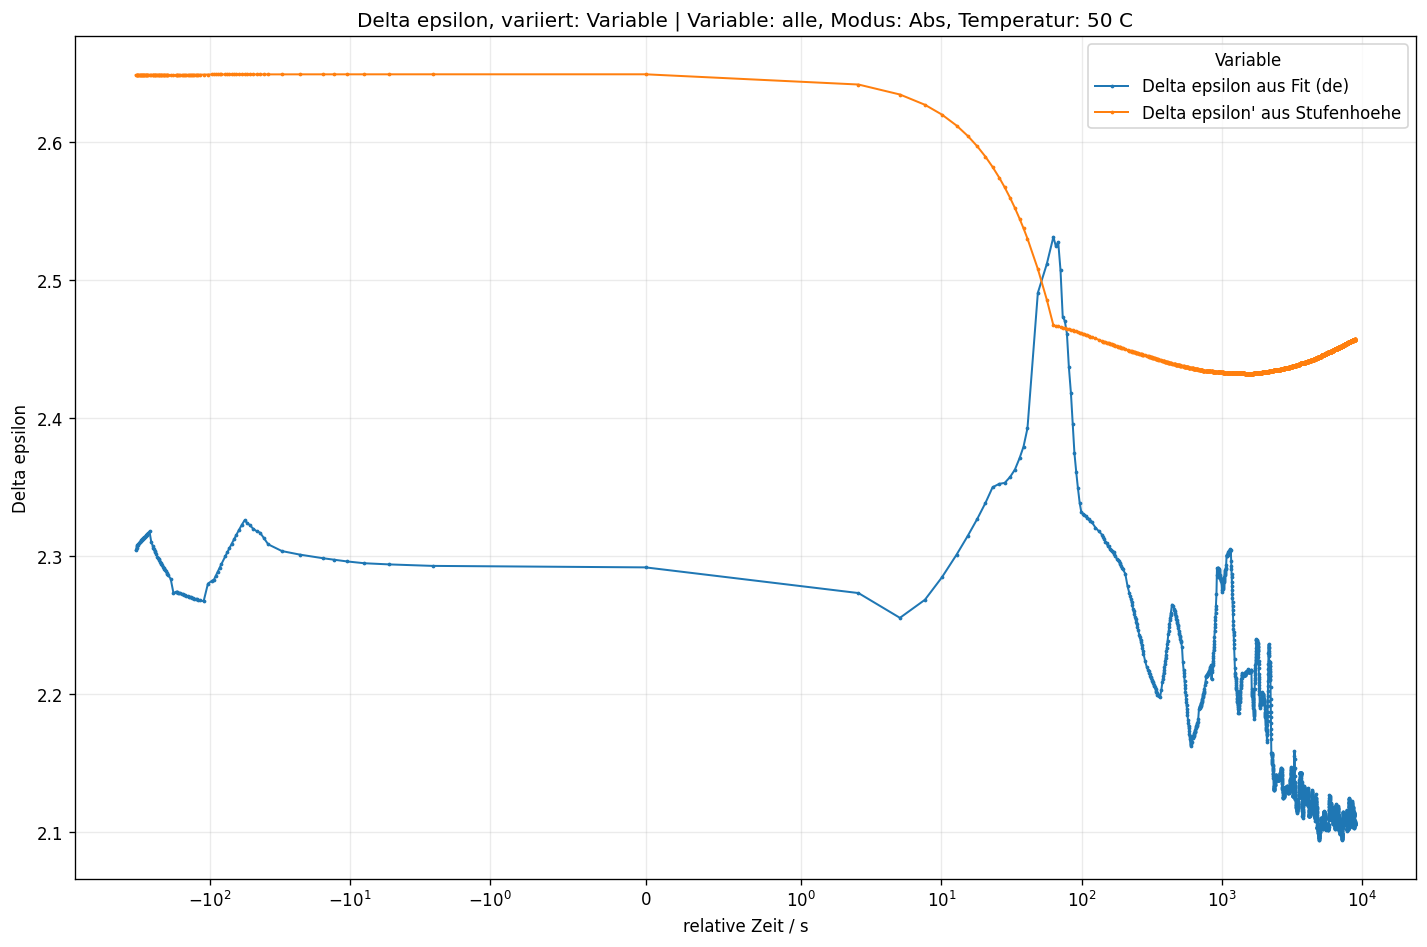 Delta epsilon, variiert: Variable | Variable: alle, Modus: Abs, Temperatur: 50 C
Variable
Delta epsilon aus Fit (de)
Delta epsilon' aus Stufenhoehe
Delta epsilon
2.6
2.5
2.4
2.3
2.2
2.1
−10² −10¹ −10⁰ 0 10⁰ 10¹ 10² 10³ 10⁴
relative Zeit / s